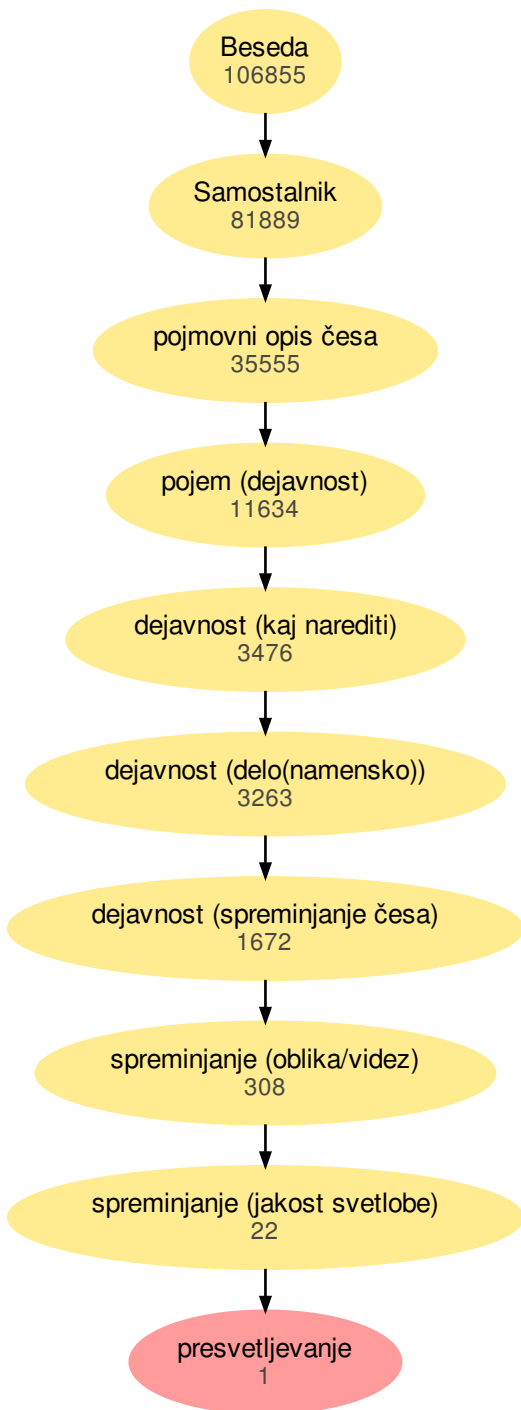 Beseda
106855
Samostalnik
81889
pojmovni opis česa
35555
pojem (dejavnost)
11634
dejavnost (kaj narediti)
3476
dejavnost (delo(namensko))
3263
dejavnost (spreminjanje česa)
1672
spreminjanje (oblika/videz)
308
spreminjanje (jakost svetlobe)
22
presvetljevanje
1